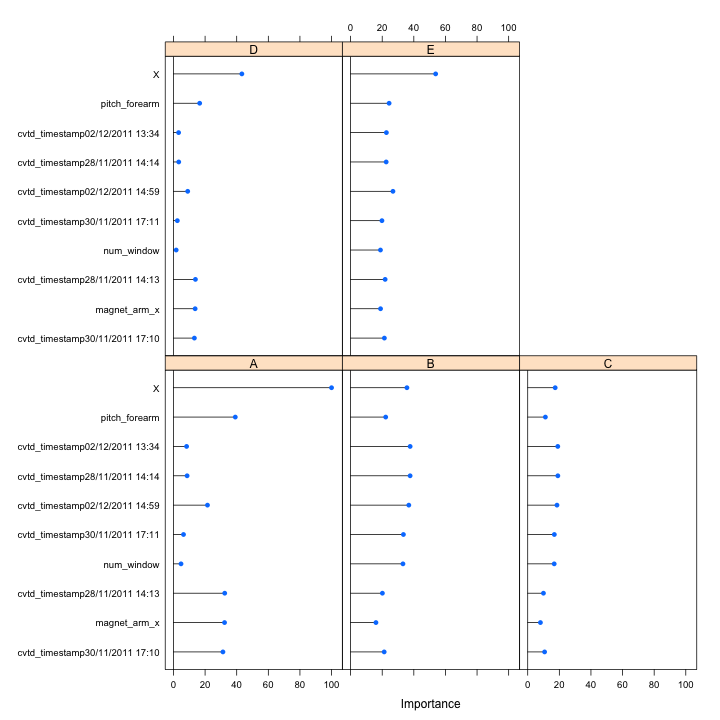 0 20 40 60 80 100
D E
X
pitch_forearm
cvtd_timestamp02/12/2011 13:34
cvtd_timestamp28/11/2011 14:14
cvtd_timestamp02/12/2011 14:59
cvtd_timestamp30/11/2011 17:11
num_window
cvtd_timestamp28/11/2011 14:13
magnet_arm_x
cvtd_timestamp30/11/2011 17:10
A B C
X
pitch_forearm
cvtd_timestamp02/12/2011 13:34
cvtd_timestamp28/11/2011 14:14
cvtd_timestamp02/12/2011 14:59
cvtd_timestamp30/11/2011 17:11
num_window
cvtd_timestamp28/11/2011 14:13
magnet_arm_x
cvtd_timestamp30/11/2011 17:10
0 20 40 60 80 100 0 20 40 60 80 100
Importance